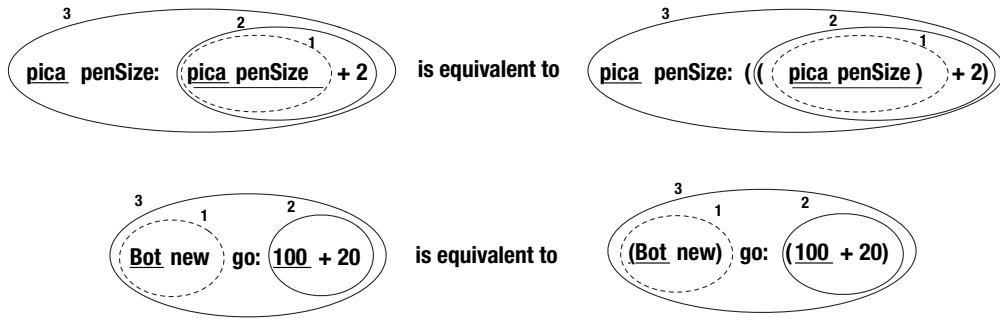 3 2 1 3 2 1
pica penSize: pica penSize + 2 is equivalent to pica penSize: ( ( pica penSize ) + 2)
3 1 2 3 1 2
Bot new go: 100 + 20 is equivalent to (Bot new) go: (100 + 20)